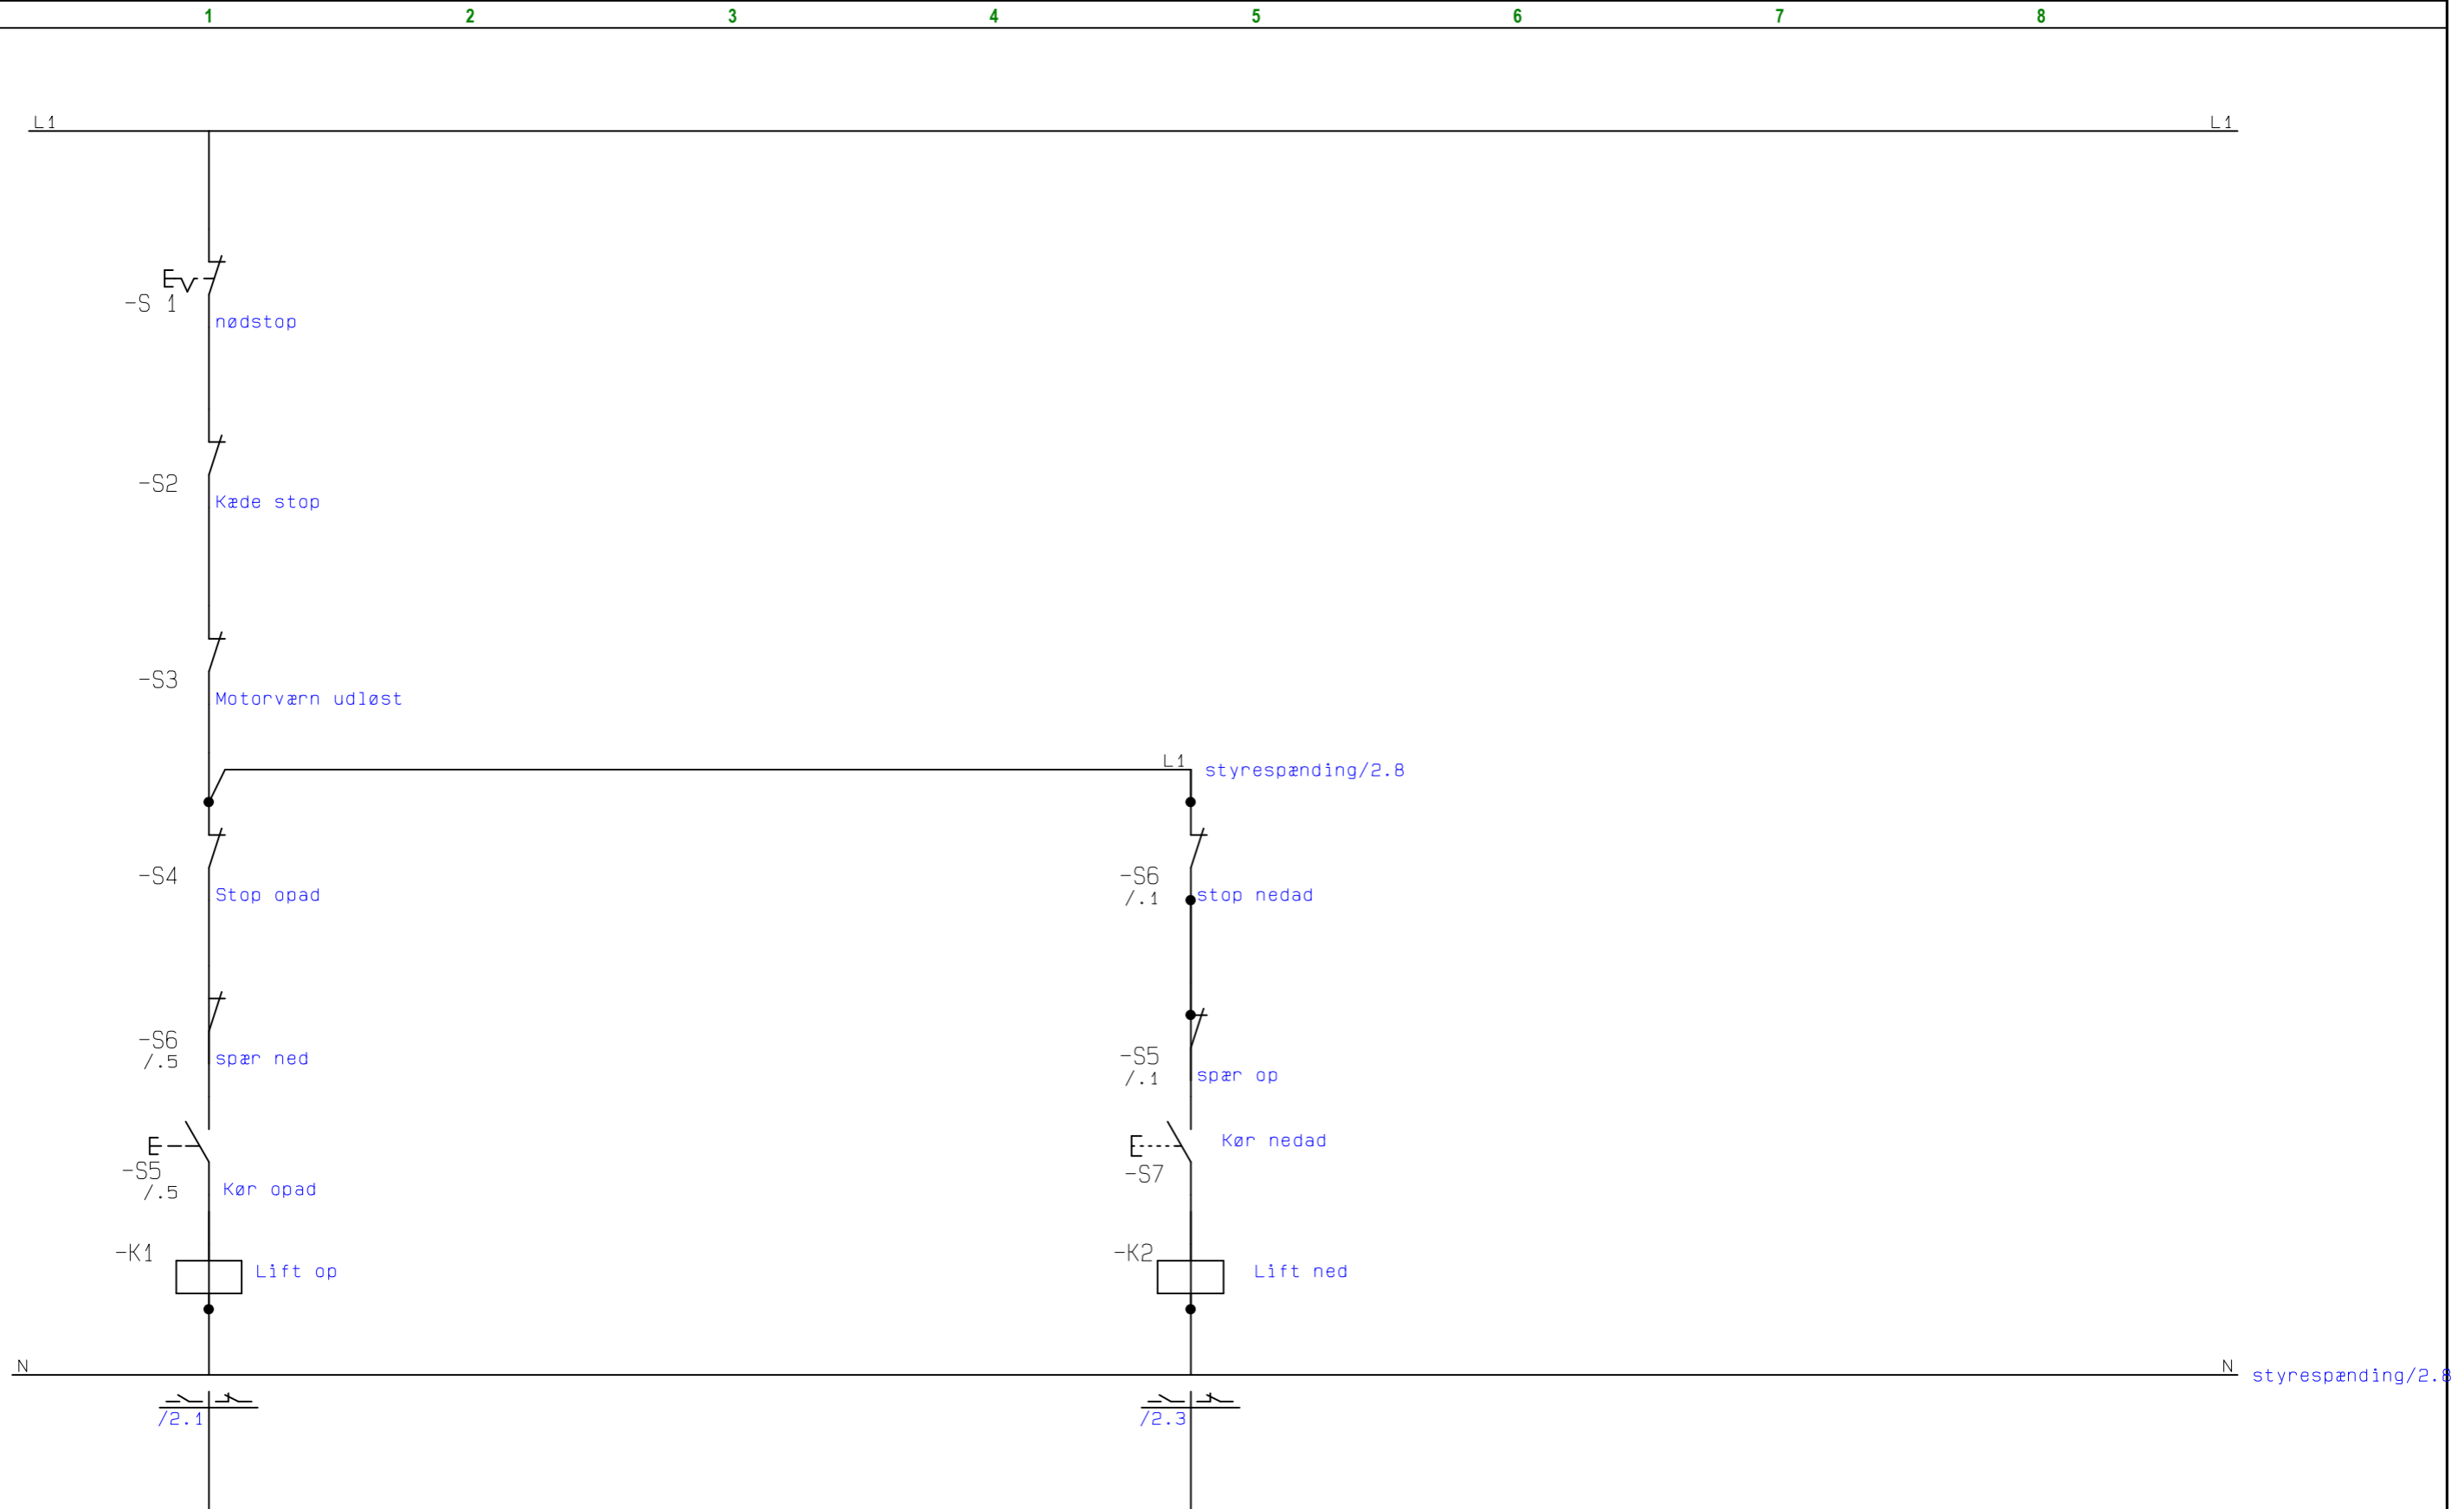 1 2 3 4 5 6 7 8
L1 L1
-S 1
nødstop
-S2
Kæde stop
-S3
Motorværn udløst
L1 styrespænding/2.8
-S4
Stop opad
-S6
/.1
stop nedad
-S6
/.5
spær ned
-S5
/.1
spær op
-S5
/.5
Kør opad
Kør nedad
-S7
-K1
Lift op
-K2
Lift ned
N N styrespænding/2.8
/2.1 /2.3